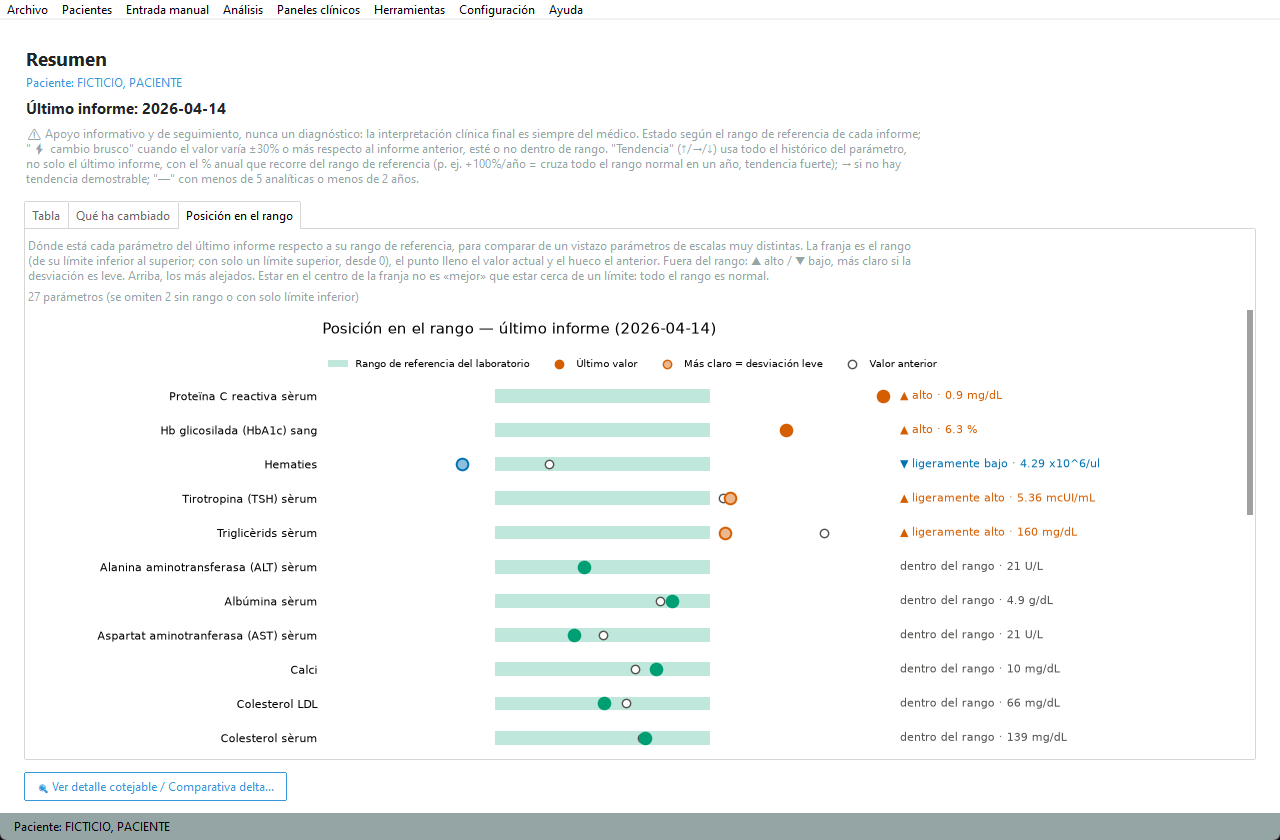 Archivo Pacientes Entrada manual Análisis Paneles clínicos Herramientas Configuración Ayuda
Resumen
Paciente: FICTICIO, PACIENTE
Último informe: 2026-04-14
⚠ Apoyo informativo y de seguimiento, nunca un diagnóstico: la interpretación clínica final es siempre del médico. Estado según el rango de referencia de cada informe;
"⚡ cambio brusco" cuando el valor varía ±30% o más respecto al informe anterior, esté o no dentro de rango. "Tendencia" (↑/→/↓) usa todo el histórico del parámetro,
no solo el último informe, con el % anual que recorre del rango de referencia (p. ej. +100%/año = cruza todo el rango normal en un año, tendencia fuerte); → si no hay
tendencia demostrable; "—" con menos de 5 analíticas o menos de 2 años.
Tabla Qué ha cambiado Posición en el rango
Dónde está cada parámetro del último informe respecto a su rango de referencia, para comparar de un vistazo parámetros de escalas muy distintas. La franja es el rango
(de su límite inferior al superior; con solo un límite superior, desde 0), el punto lleno el valor actual y el hueco el anterior. Fuera del rango: ▲ alto / ▼ bajo, más claro si la
desviación es leve. Arriba, los más alejados. Estar en el centro de la franja no es «mejor» que estar cerca de un límite: todo el rango es normal.
27 parámetros (se omiten 2 sin rango o con solo límite inferior)
Posición en el rango — último informe (2026-04-14)
Rango de referencia del laboratorio Último valor Más claro = desviación leve Valor anterior
Proteïna C reactiva sèrum ▲ alto · 0.9 mg/dL
Hb glicosilada (HbA1c) sang ▲ alto · 6.3 %
Hematies ▼ ligeramente bajo · 4.29 x10^6/ul
Tirotropina (TSH) sèrum ▲ ligeramente alto · 5.36 mcUI/mL
Triglicèrids sèrum ▲ ligeramente alto · 160 mg/dL
Alanina aminotransferasa (ALT) sèrum dentro del rango · 21 U/L
Albúmina sèrum dentro del rango · 4.9 g/dL
Aspartat aminotranferasa (AST) sèrum dentro del rango · 21 U/L
Calci dentro del rango · 10 mg/dL
Colesterol LDL dentro del rango · 66 mg/dL
Colesterol sèrum dentro del rango · 139 mg/dL
Ver detalle cotejable / Comparativa delta...
Paciente: FICTICIO, PACIENTE